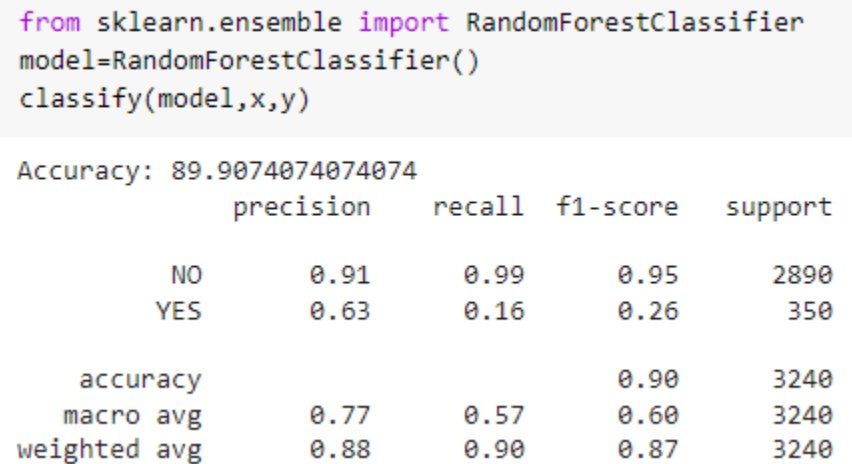 from sklearn.ensemble import RandomForestClassifier
model=RandomForestClassifier()
classify(model,x,y)
Accuracy: 89.9074074074074
precision recall f1-score support
NO 0.91 0.99 0.95 2890
YES 0.63 0.16 0.26 350
accuracy 0.90 3240
macro avg 0.77 0.57 0.60 3240
weighted avg 0.88 0.90 0.87 3240